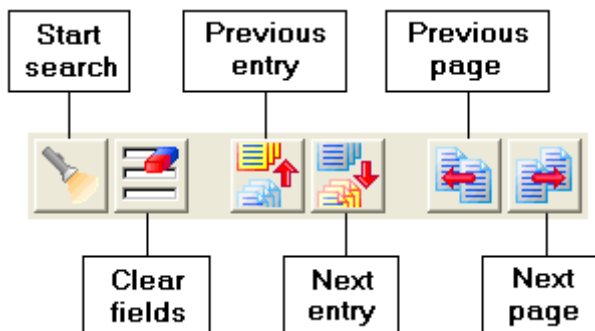 Start
search
Previous
entry
Previous
page
Clear
fields
Next
entry
Next
page